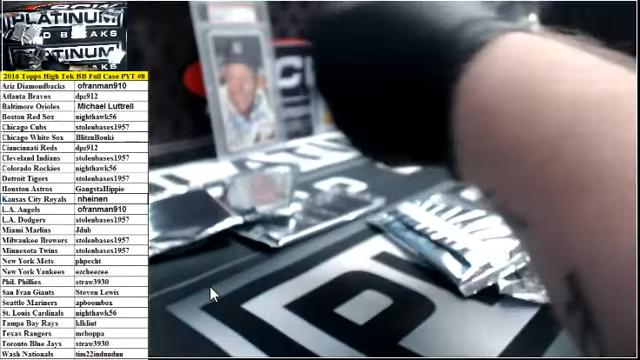 PLATINUM
D BREAKS
PLATINUM
2016 Topps High Tek BB Full Case PYT #8
Ariz Diamondbacks ofranman910
Atlanta Braves dpz912
Baltimore Orioles Michael Luttrell
Boston Red Sox nighthawk56
Chicago Cubs stolenbases1957
Chicago White Sox BlitznBouki
Cincinnati Reds dpz912
Cleveland Indians stolenbases1957
Colorado Rockies nighthawk56
Detroit Tigers stolenbases1957
Houston Astros GangstaHippie
Kansas City Royals nheinen
L.A. Angels ofranman910
L.A. Dodgers stolenbases1957
Miami Marlins Jdub
Milwaukee Brewers stolenbases1957
Minnesota Twins stolenbases1957
New York Mets phpecht
New York Yankees ezcheezee
Phil. Phillies straw3930
San Fran Giants Steven Lewis
Seattle Mariners apboombox
St. Louis Cardinals nighthawk56
Tampa Bay Rays klklint
Texas Rangers mchoppa
Toronto Blue Jays straw3930
Wash Nationals tim22indundun